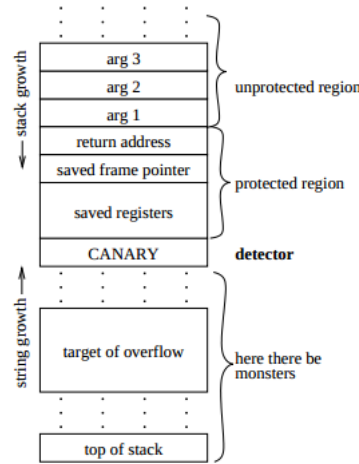 arg 3
arg 2
arg 1
return address
saved frame pointer
saved registers
CANARY
target of overflow
top of stack
stack growth
string growth
unprotected region
protected region
detector
here there be
monsters